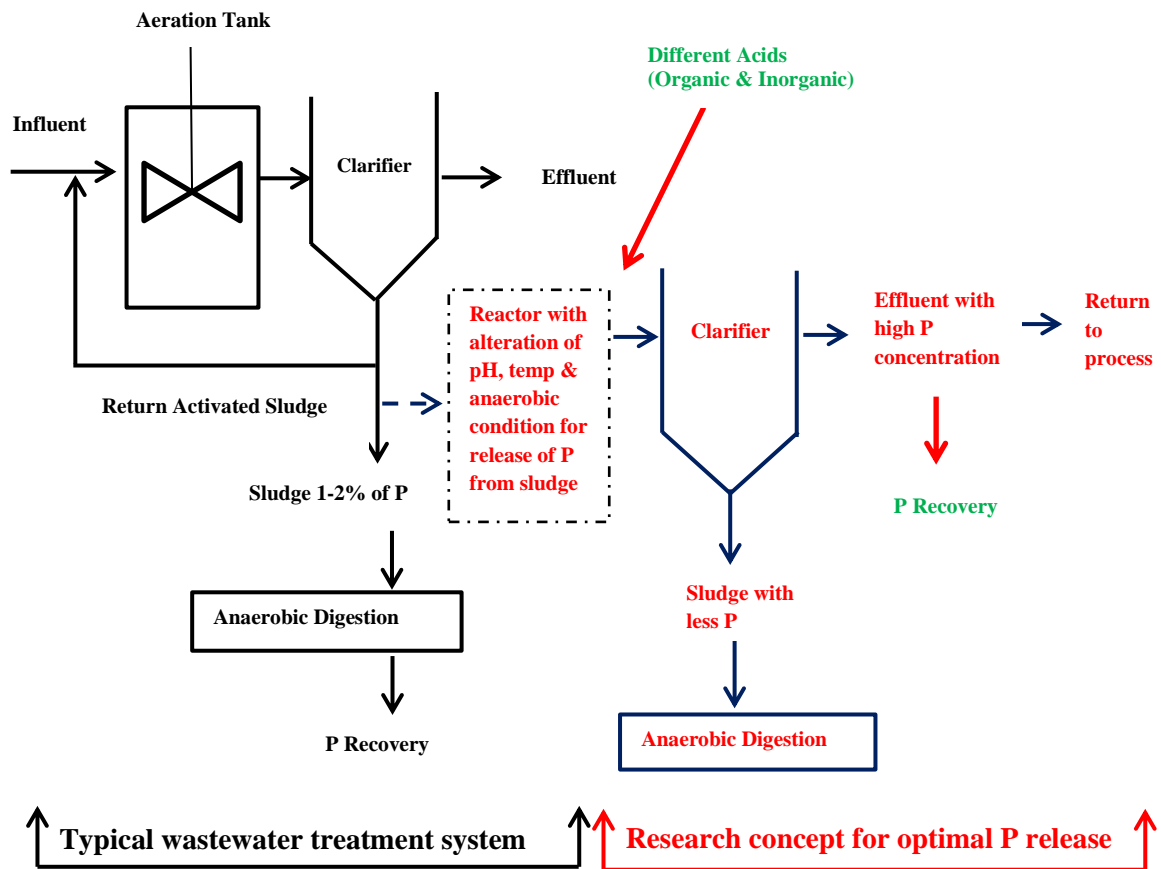 Aeration Tank
Different Acids
(Organic & Inorganic)
Influent
Clarifier
Effluent
Reactor with
alteration of
pH, temp &
anaerobic
condition for
release of P
from sludge
Clarifier
Effluent with
high P
concentration
Return
to
process
Return Activated Sludge
Sludge 1-2% of P
P Recovery
Sludge with
less P
Anaerobic Digestion
P Recovery
Anaerobic Digestion
Typical wastewater treatment system
Research concept for optimal P release